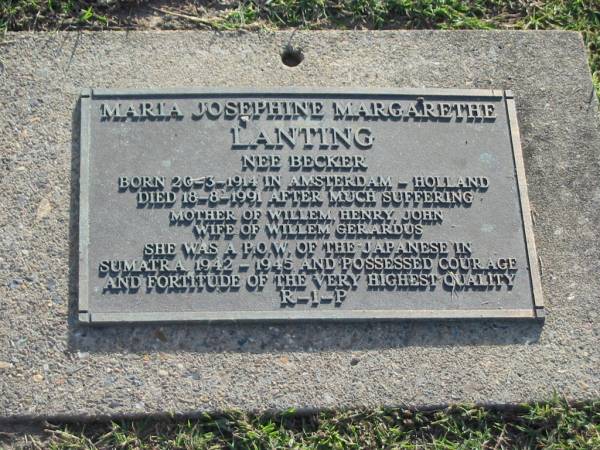 MARIA JOSEPHINE MARGARETHE
LANTING
NEE BECKER
BORN 20-3-1914 IN AMSTERDAM - HOLLAND
DIED 18-8-1991 AFTER MUCH SUFFERING
MOTHER OF WILLEM, HENRY, JOHN
WIFE OF WILLEM GERARDUS
SHE WAS A P.O.W. OF THE JAPANESE IN
SUMATRA 1942 - 1945 AND POSSESSED COURAGE
AND FORTITUDE OF THE VERY HIGHEST QUALITY
R-I-P